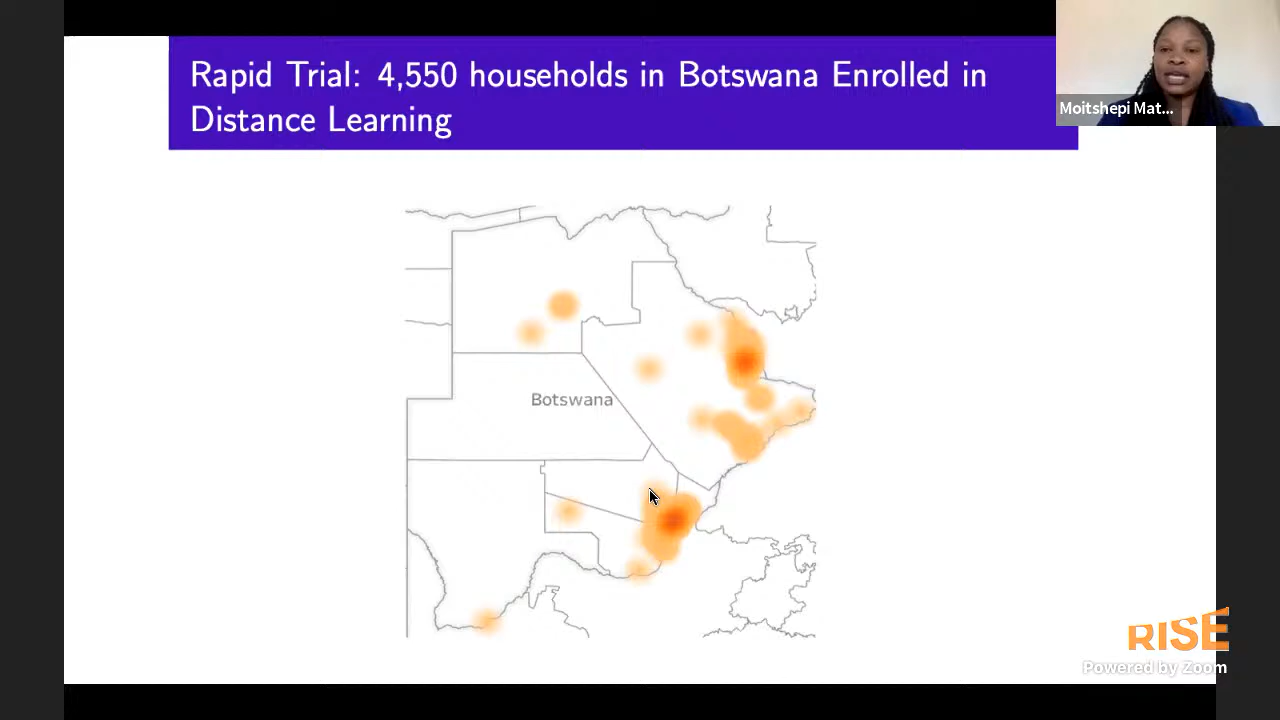 Rapid Trial: 4,550 households in Botswana Enrolled in
Distance Learning
Moitshepi Mat...
Botswana
RISE
Powered by Zoom